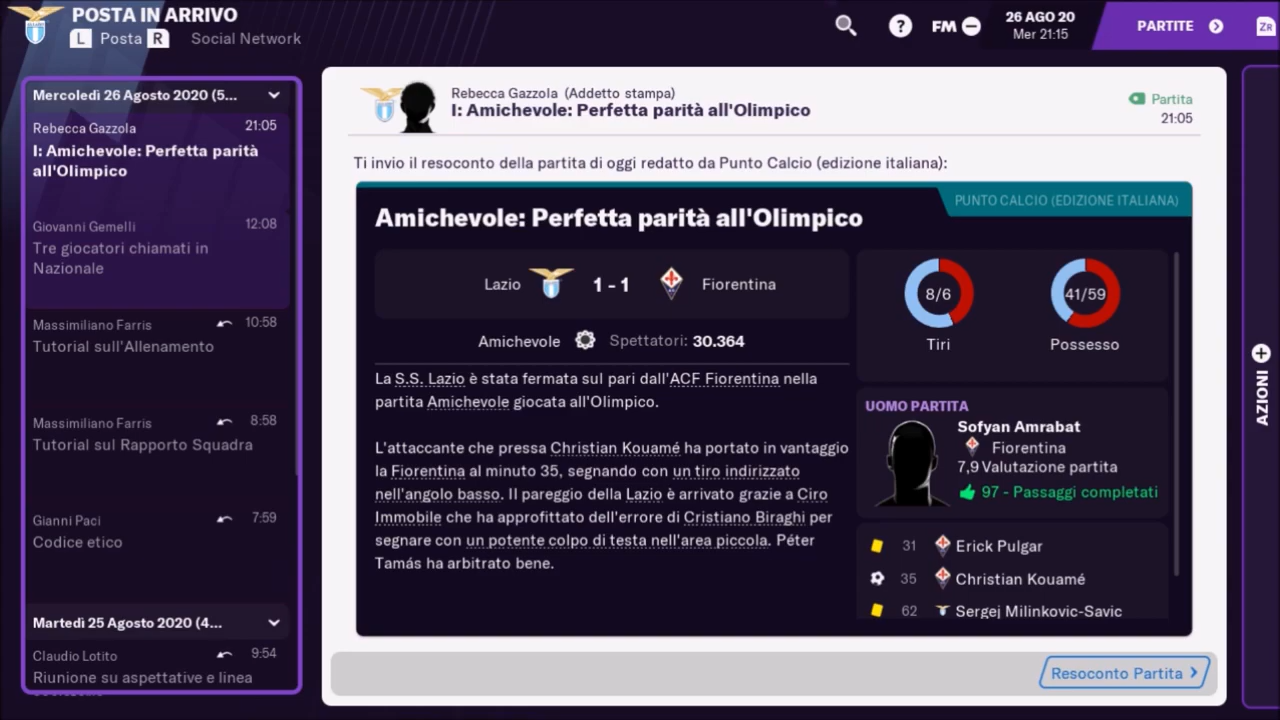 POSTA IN ARRIVO
L Posta R Social Network
?
FM
26 AGO 20
Mer 21:15
PARTITE
ZR
Mercoledì 26 Agosto 2020 (5...
Rebecca Gazzola 21:05
I: Amichevole: Perfetta parità
all'Olimpico
Giovanni Gemelli 12:08
Tre giocatori chiamati in
Nazionale
Massimiliano Farris 10:58
Tutorial sull'Allenamento
Massimiliano Farris 8:58
Tutorial sul Rapporto Squadra
Gianni Paci 7:59
Codice etico
Martedì 25 Agosto 2020 (4...
Claudio Lotito 9:54
Riunione su aspettative e linea
Rebecca Gazzola (Addetto stampa)
I: Amichevole: Perfetta parità all'Olimpico
Partita
21:05
Ti invio il resoconto della partita di oggi redatto da Punto Calcio (edizione italiana):
PUNTO CALCIO (EDIZIONE ITALIANA)
Amichevole: Perfetta parità all'Olimpico
Lazio 1 - 1 Fiorentina
Amichevole Spettatori: 30.364
La S.S. Lazio è stata fermata sul pari dall'ACF Fiorentina nella
partita Amichevole giocata all'Olimpico.
L'attaccante che pressa Christian Kouamé ha portato in vantaggio
la Fiorentina al minuto 35, segnando con un tiro indirizzato
nell'angolo basso. Il pareggio della Lazio è arrivato grazie a Ciro
Immobile che ha approfittato dell'errore di Cristiano Biraghi per
segnare con un potente colpo di testa nell'area piccola. Péter
Tamás ha arbitrato bene.
8/6
Tiri
41/59
Possesso
UOMO PARTITA
Sofyan Amrabat
Fiorentina
7,9 Valutazione partita
97 - Passaggi completati
31 Erick Pulgar
35 Christian Kouamé
62 Sergej Milinkovic-Savic
Resoconto Partita
AZIONI